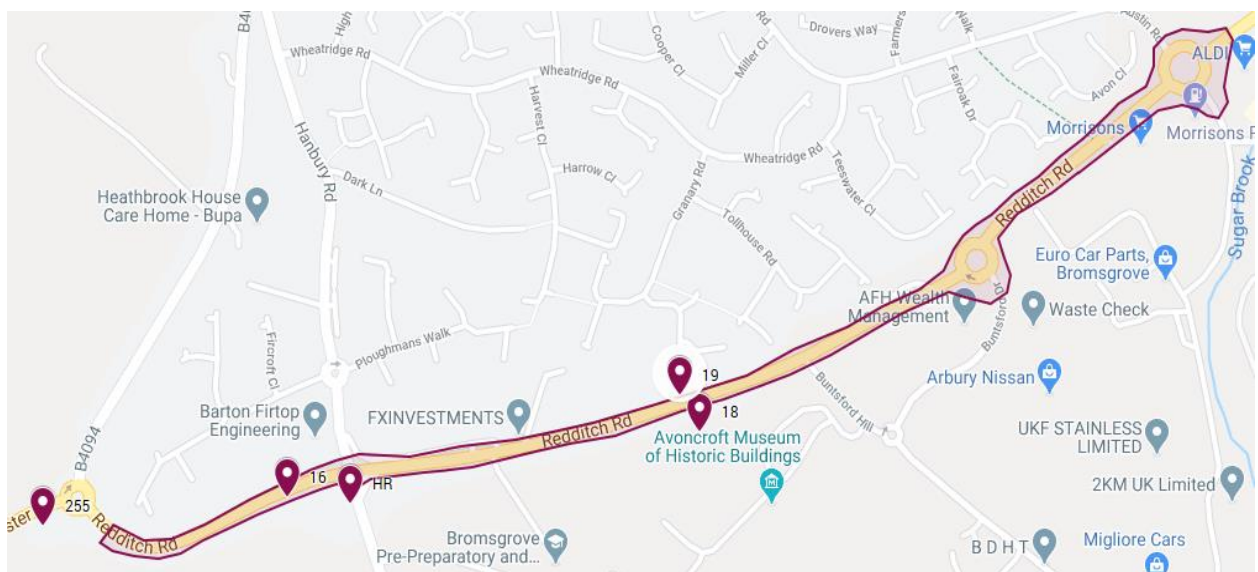 B40
High
Wheatridge Rd
Cooper Cl
Miller Cl
Rd
Drovers Way
Farmers
Walk
Austin Rd
ALDI
Wheatridge Rd
Harvest Cl
Fairoak Dr
Avon Cl
Morrisons
Morrisons P
Hanbury Rd
Dark Ln
Harrow Cl
Granary Rd
Wheatridge Rd
Teeswater Cl
Redditch Rd
Heathbrook House
Care Home - Bupa
Tollhouse Rd
Sugar Brook
Euro Car Parts,
Bromsgrove
AFH Wealth
Management
Waste Check
Buntsford Dr
Fircroft Cl
Ploughmans Walk
19
18
Arbury Nissan
Barton Firtop
Engineering
FXINVESTMENTS
Redditch Rd
Buntsford Hill
Avoncroft Museum
of Historic Buildings
UKF STAINLESS
LIMITED
B4094
16
HR
2KM UK Limited
ster
255
Redditch Rd
Bromsgrove
Pre-Preparatory and...
B D H T
Migliore Cars